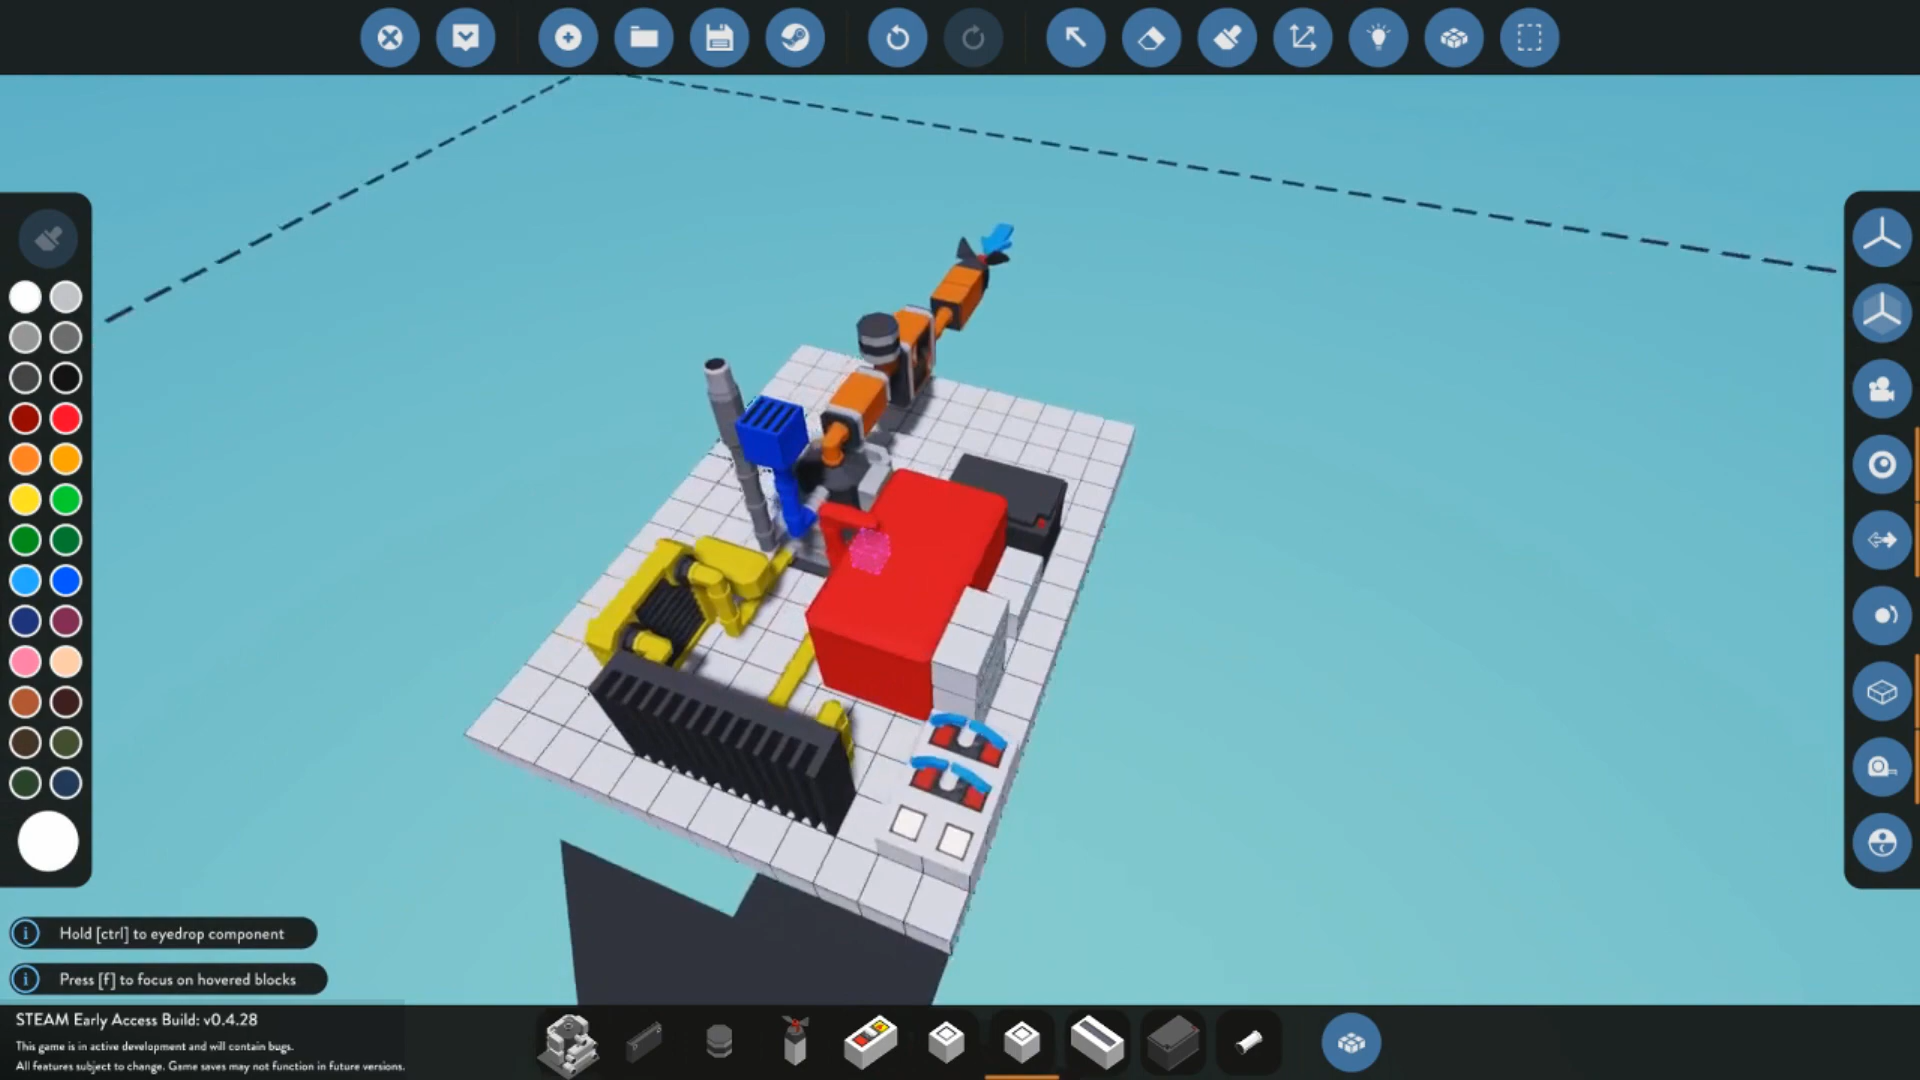 Hold [ctrl] to eyedrop component
Press [f] to focus on hovered blocks
STEAM Early Access Build: v0.4.28
This game is in active development and will contain bugs.
All features subject to change. Game saves may not function in future versions.